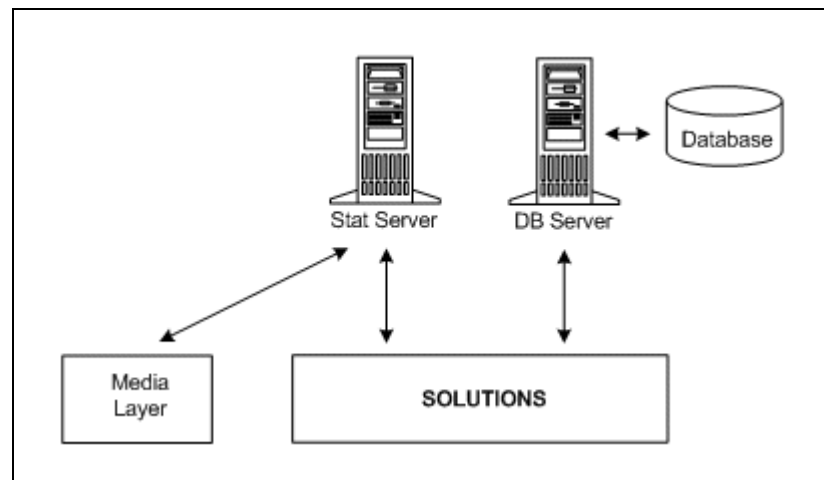 Database
Stat Server
DB Server
Media
Layer
SOLUTIONS